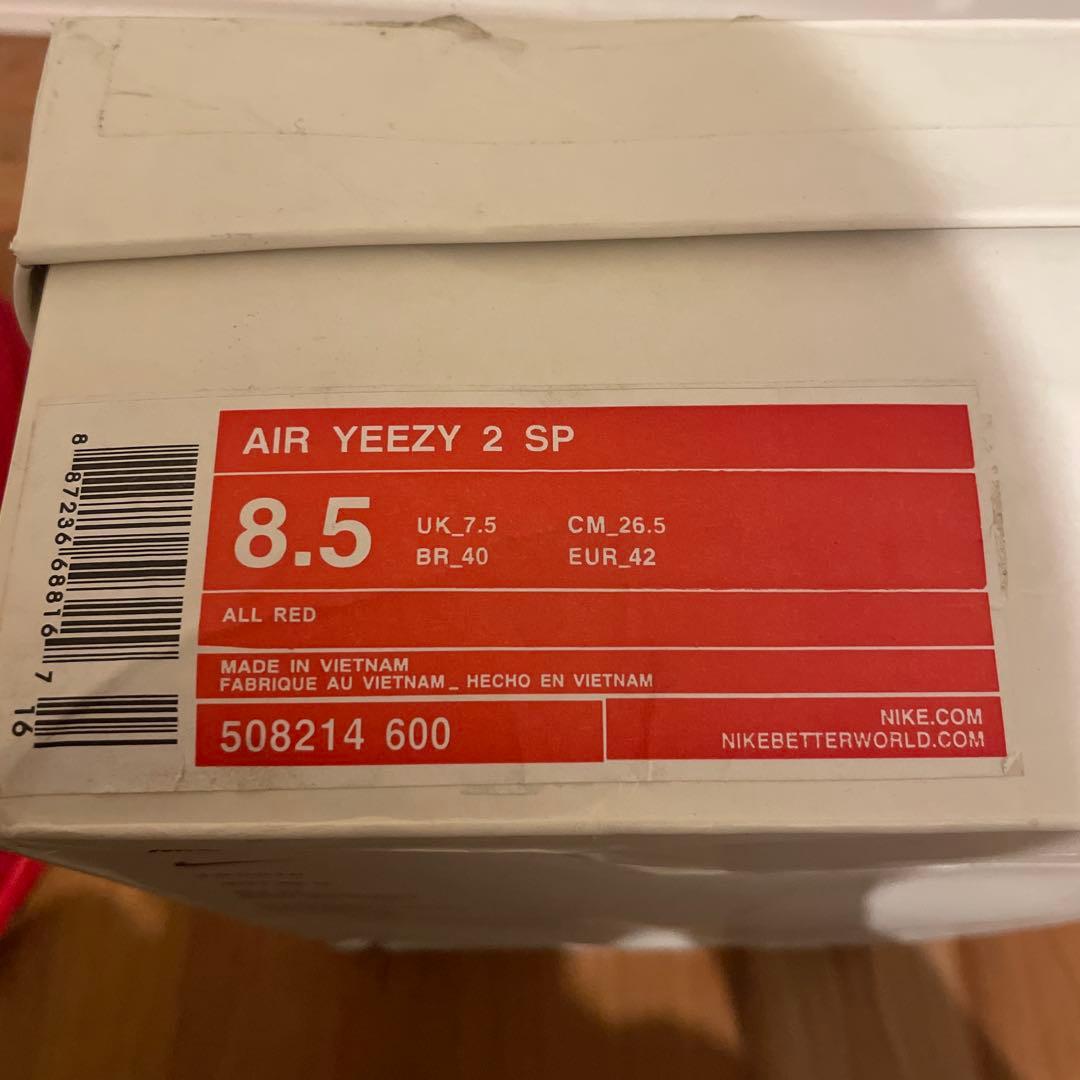 AIR YEEZY 2 SP
8.5
UK_7.5 CM_26.5
BR_40 EUR_42
ALL RED
MADE IN VIETNAM
FABRIQUE AU VIETNAM_ HECHO EN VIETNAM
508214 600
NIKE.COM
NIKEBETTERWORLD.COM
8 87236 68816 7 16